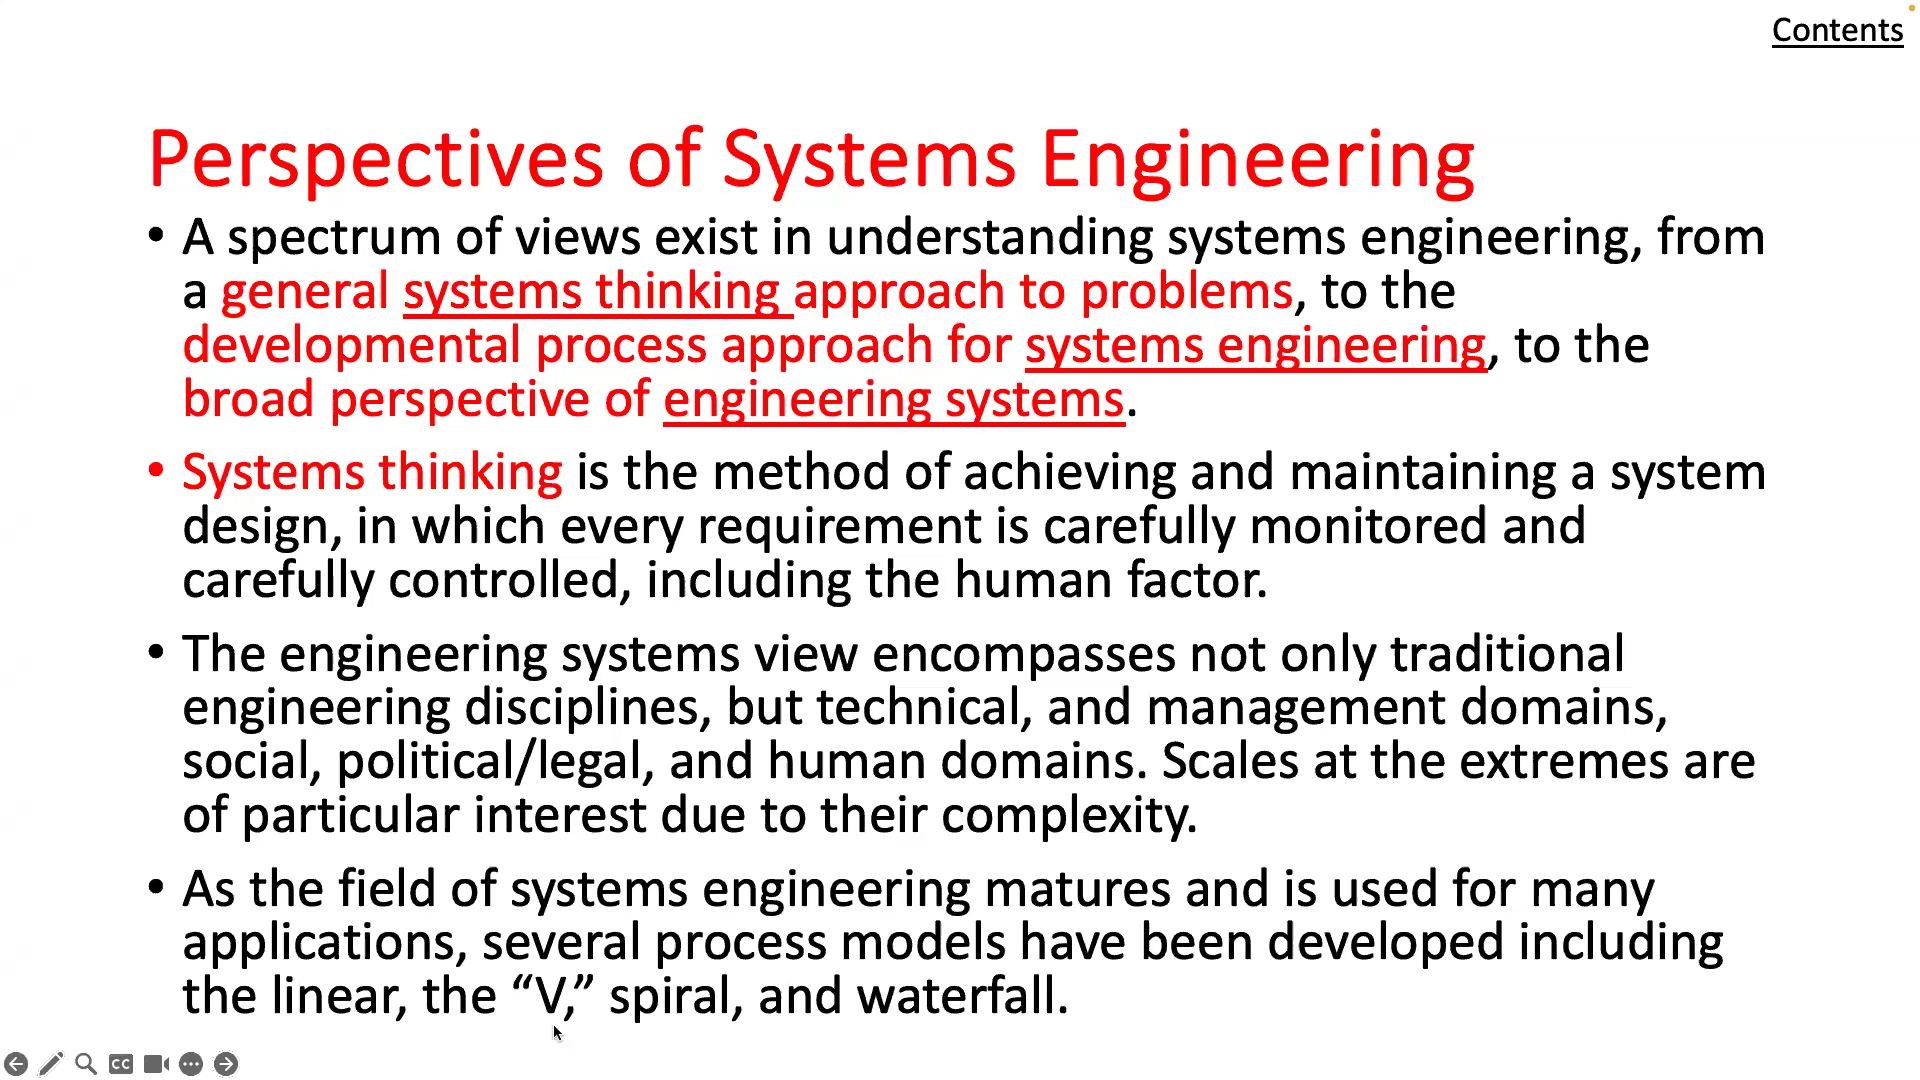 Contents
Perspectives of Systems Engineering
• A spectrum of views exist in understanding systems engineering, from
a general systems thinking approach to problems, to the
developmental process approach for systems engineering, to the
broad perspective of engineering systems.
• Systems thinking is the method of achieving and maintaining a system
design, in which every requirement is carefully monitored and
carefully controlled, including the human factor.
• The engineering systems view encompasses not only traditional
engineering disciplines, but technical, and management domains,
social, political/legal, and human domains. Scales at the extremes are
of particular interest due to their complexity.
• As the field of systems engineering matures and is used for many
applications, several process models have been developed including
the linear, the “V,” spiral, and waterfall.
CC